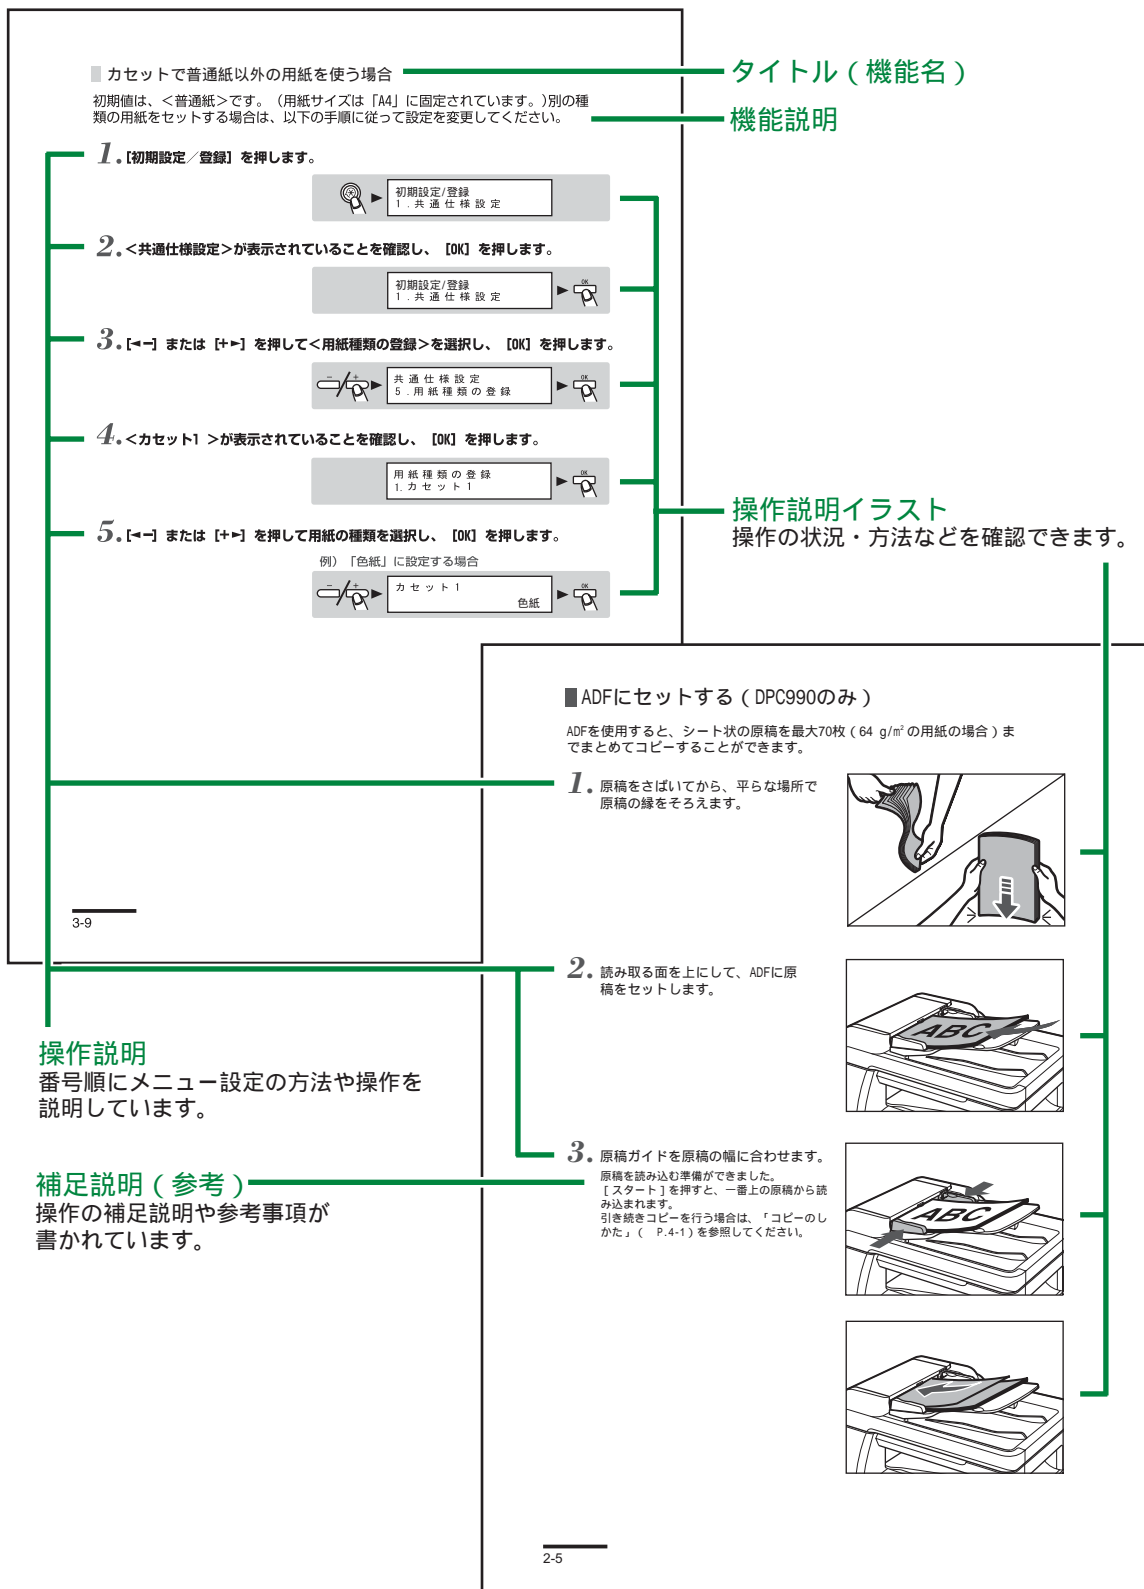 カセットで普通紙以外の用紙を使う場合
タイトル（機能名）
初期値は、＜普通紙＞です。（用紙サイズは「A4」に固定されています。）別の種
類の用紙をセットする場合は、以下の手順に従って設定を変更してください。
機能説明
1. [初期設定／登録] を押します。
初期設定/登録
1.共通仕様設定
2. ＜共通仕様設定＞が表示されていることを確認し、[OK] を押します。
初期設定/登録
1.共通仕様設定
OK
3. [◄−] または [+►] を押して＜用紙種類の登録＞を選択し、[OK] を押します。
− +
共通仕様設定
5.用紙種類の登録
OK
4. ＜カセット1 ＞が表示されていることを確認し、[OK] を押します。
用紙種類の登録
1.カセット1
OK
操作説明イラスト
操作の状況・方法などを確認できます。
5. [◄−] または [+►] を押して用紙の種類を選択し、[OK] を押します。
例）「色紙」に設定する場合
− +
カセット1
色紙
OK
3-9
ADFにセットする（DPC990のみ）
ADFを使用すると、シート状の原稿を最大70枚（64 g/m²の用紙の場合）ま
でまとめてコピーすることができます。
1. 原稿をさばいてから、平らな場所で
原稿の縁をそろえます。
2. 読み取る面を上にして、ADFに原
稿をセットします。
ABC
操作説明
番号順にメニュー設定の方法や操作を
説明しています。
3. 原稿ガイドを原稿の幅に合わせます。
原稿を読み込む準備ができました。
［スタート］を押すと、一番上の原稿から読
み込まれます。
引き続きコピーを行う場合は、「コピーのし
かた」（ P.4-1）を参照してください。
ABC
補足説明（参考）
操作の補足説明や参考事項が
書かれています。
2-5